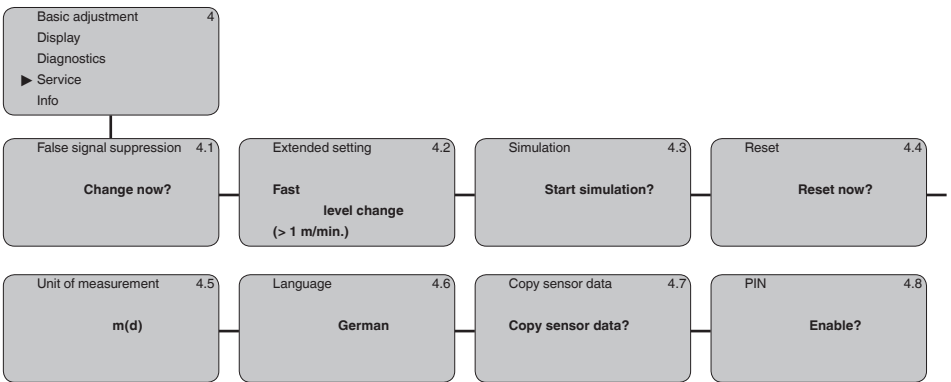 Basic adjustment 4
Display
Diagnostics
▶ Service
Info
False signal suppression 4.1
Change now?
Extended setting 4.2
Fast
level change
(> 1 m/min.)
Simulation 4.3
Start simulation?
Reset 4.4
Reset now?
Unit of measurement 4.5
m(d)
Language 4.6
German
Copy sensor data 4.7
Copy sensor data?
PIN 4.8
Enable?